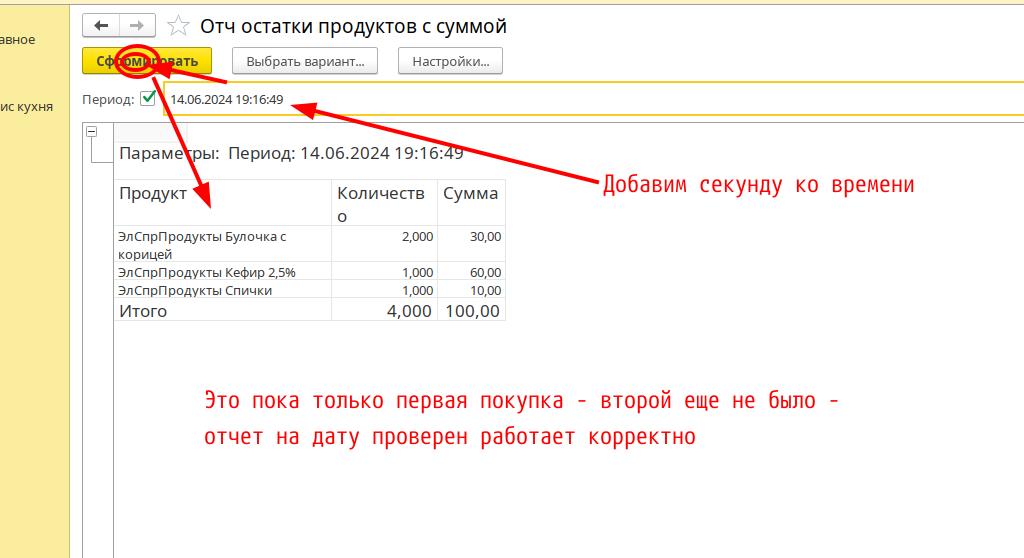 Отч остатки продуктов с суммой
авное
Сформировать Выбрать вариант... Настройки...
ис кухня
Период: 14.06.2024 19:16:49
Параметры: Период: 14.06.2024 19:16:49
Добавим секунду ко времени
Продукт Количеств Сумма
о
ЭлСпрПродукты Булочка с 2,000 30,00
корицей
ЭлСпрПродукты Кефир 2,5% 1,000 60,00
ЭлСпрПродукты Спички 1,000 10,00
Итого 4,000 100,00
Это пока только первая покупка - второй еще не было -
отчет на дату проверен работает корректно